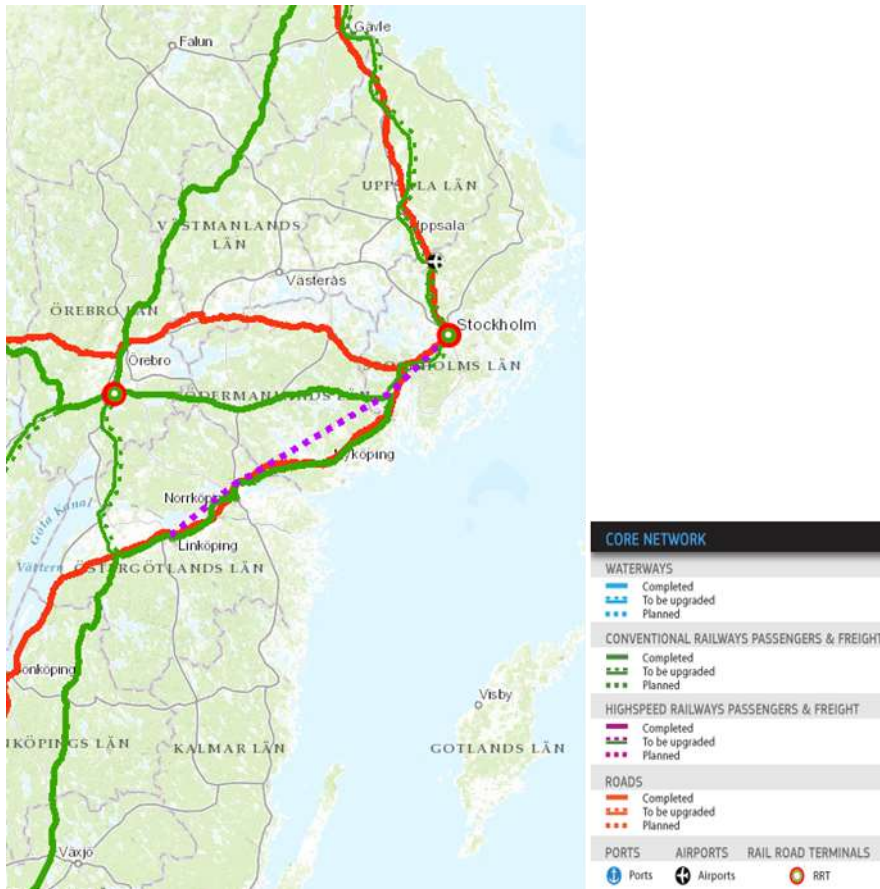 Gävle
Falun
UPPSALA LÄN
VÄSTMANLANDS
LÄN
Uppsala
Västerås
ÖREBRO LÄN
Stockholm
Örebro
STOCKHOLMS LÄN
SÖDERMANLANDS LÄN
Nyköping
Norrköping
Göta Kanal
Linköping
Vättern
ÖSTERGÖTLANDS LÄN
Jönköping
Visby
JÖNKÖPINGS LÄN
KALMAR LÄN
GOTLANDS LÄN
Växjö
CORE NETWORK
WATERWAYS
Completed
To be upgraded
Planned
CONVENTIONAL RAILWAYS PASSENGERS & FREIGHT
Completed
To be upgraded
Planned
HIGHSPEED RAILWAYS PASSENGERS & FREIGHT
Completed
To be upgraded
Planned
ROADS
Completed
To be upgraded
Planned
PORTS AIRPORTS RAIL ROAD TERMINALS
Ports Airports RRT